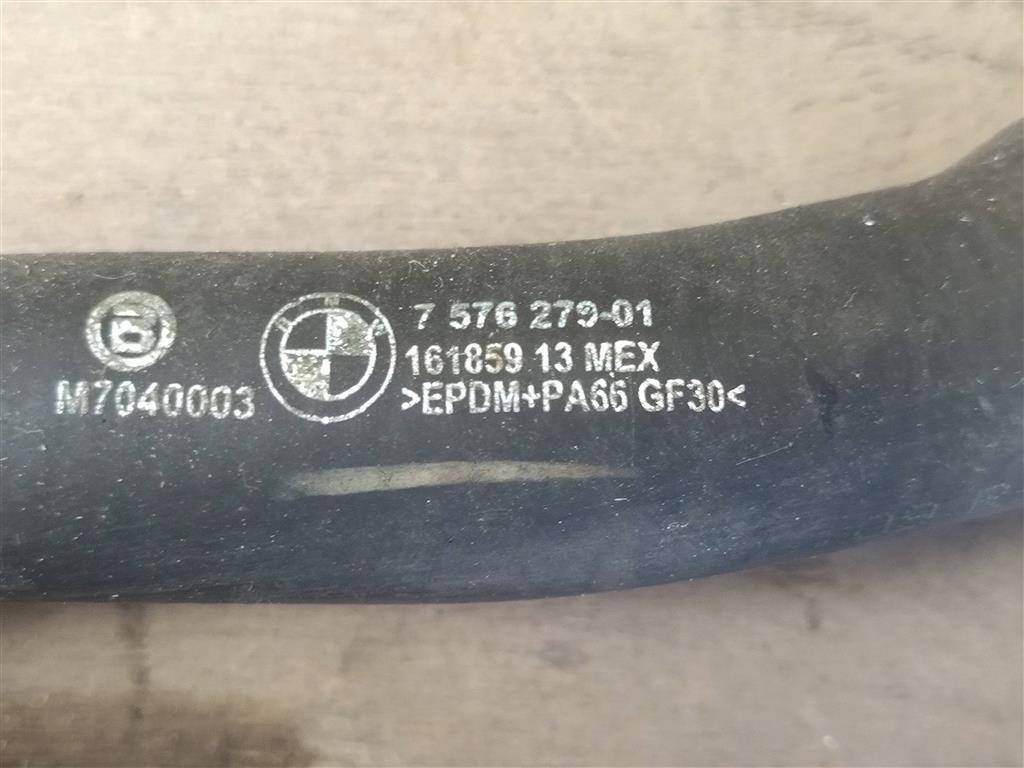 7 576 279-01
161859 13 MEX
M7040003
>EPDM+PA66 GF30<